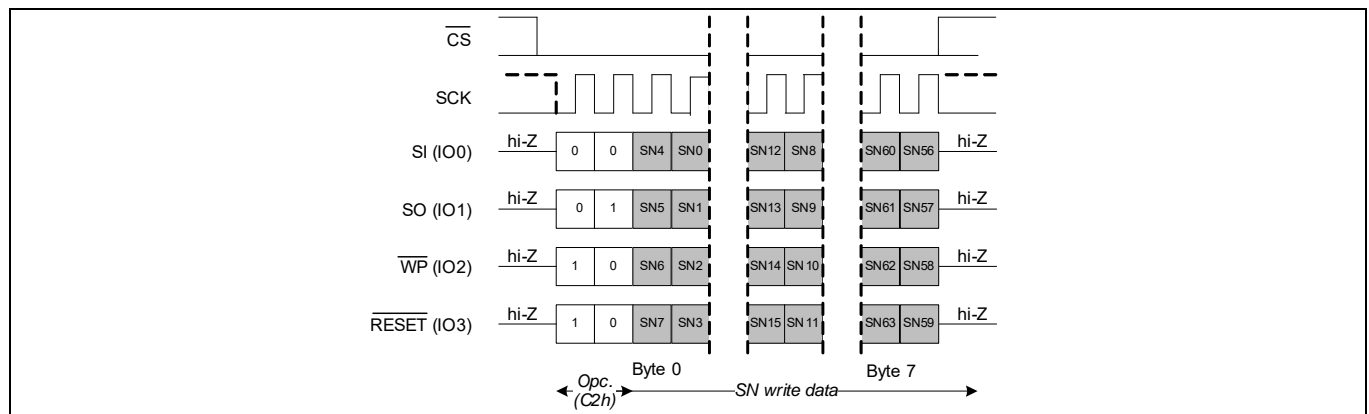 CS
SCK
SI (IO0) hi-Z 0 0 SN4 SN0 SN12 SN8 SN60 SN56 hi-Z
SO (IO1) hi-Z 0 1 SN5 SN1 SN13 SN9 SN61 SN57 hi-Z
WP (IO2) hi-Z 1 0 SN6 SN2 SN14 SN 10 SN62 SN58 hi-Z
RESET (IO3) hi-Z 1 0 SN7 SN3 SN15 SN 11 SN63 SN59 hi-Z
Byte 0 Byte 7
Opc. SN write data
(C2h)